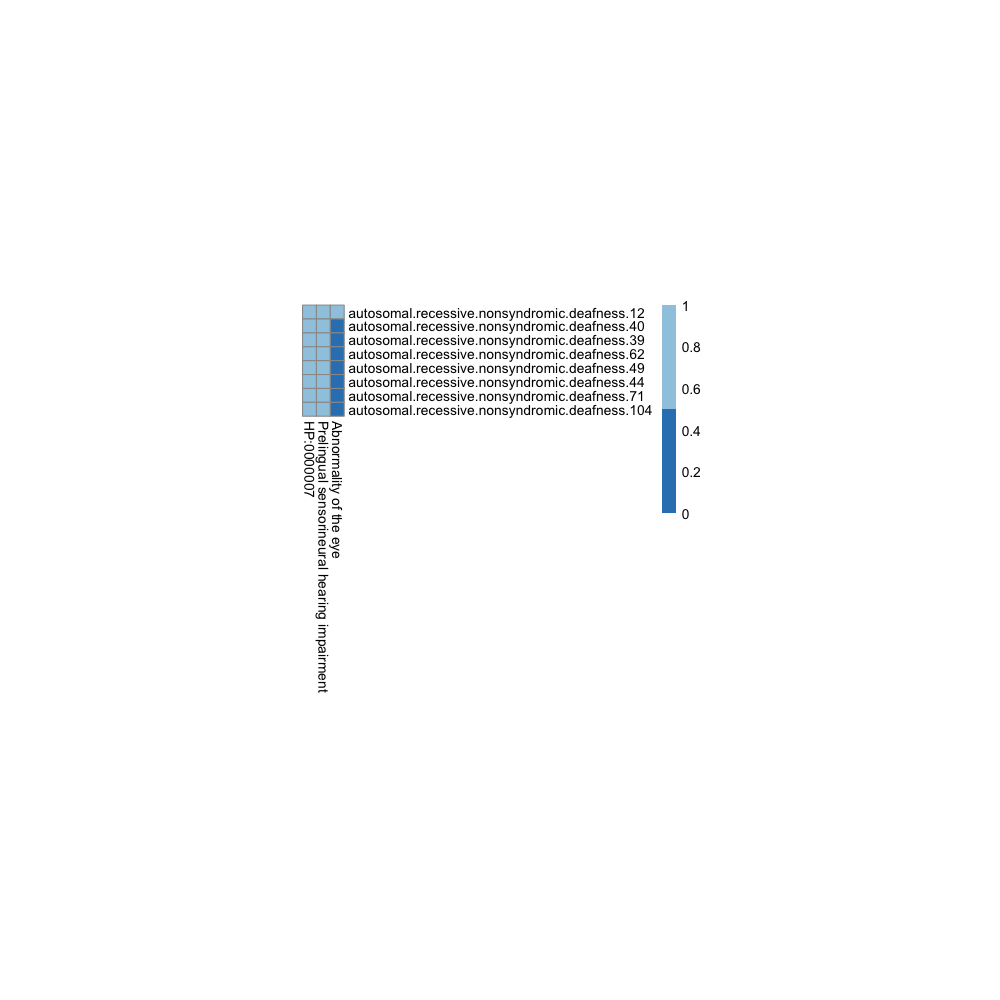 autosomal.recessive.nonsyndromic.deafness.12
autosomal.recessive.nonsyndromic.deafness.40
autosomal.recessive.nonsyndromic.deafness.39
autosomal.recessive.nonsyndromic.deafness.62
autosomal.recessive.nonsyndromic.deafness.49
autosomal.recessive.nonsyndromic.deafness.44
autosomal.recessive.nonsyndromic.deafness.71
autosomal.recessive.nonsyndromic.deafness.104
HP:0000007
Prelingual sensorineural hearing impairment
Abnormality of the eye
1
0.8
0.6
0.4
0.2
0